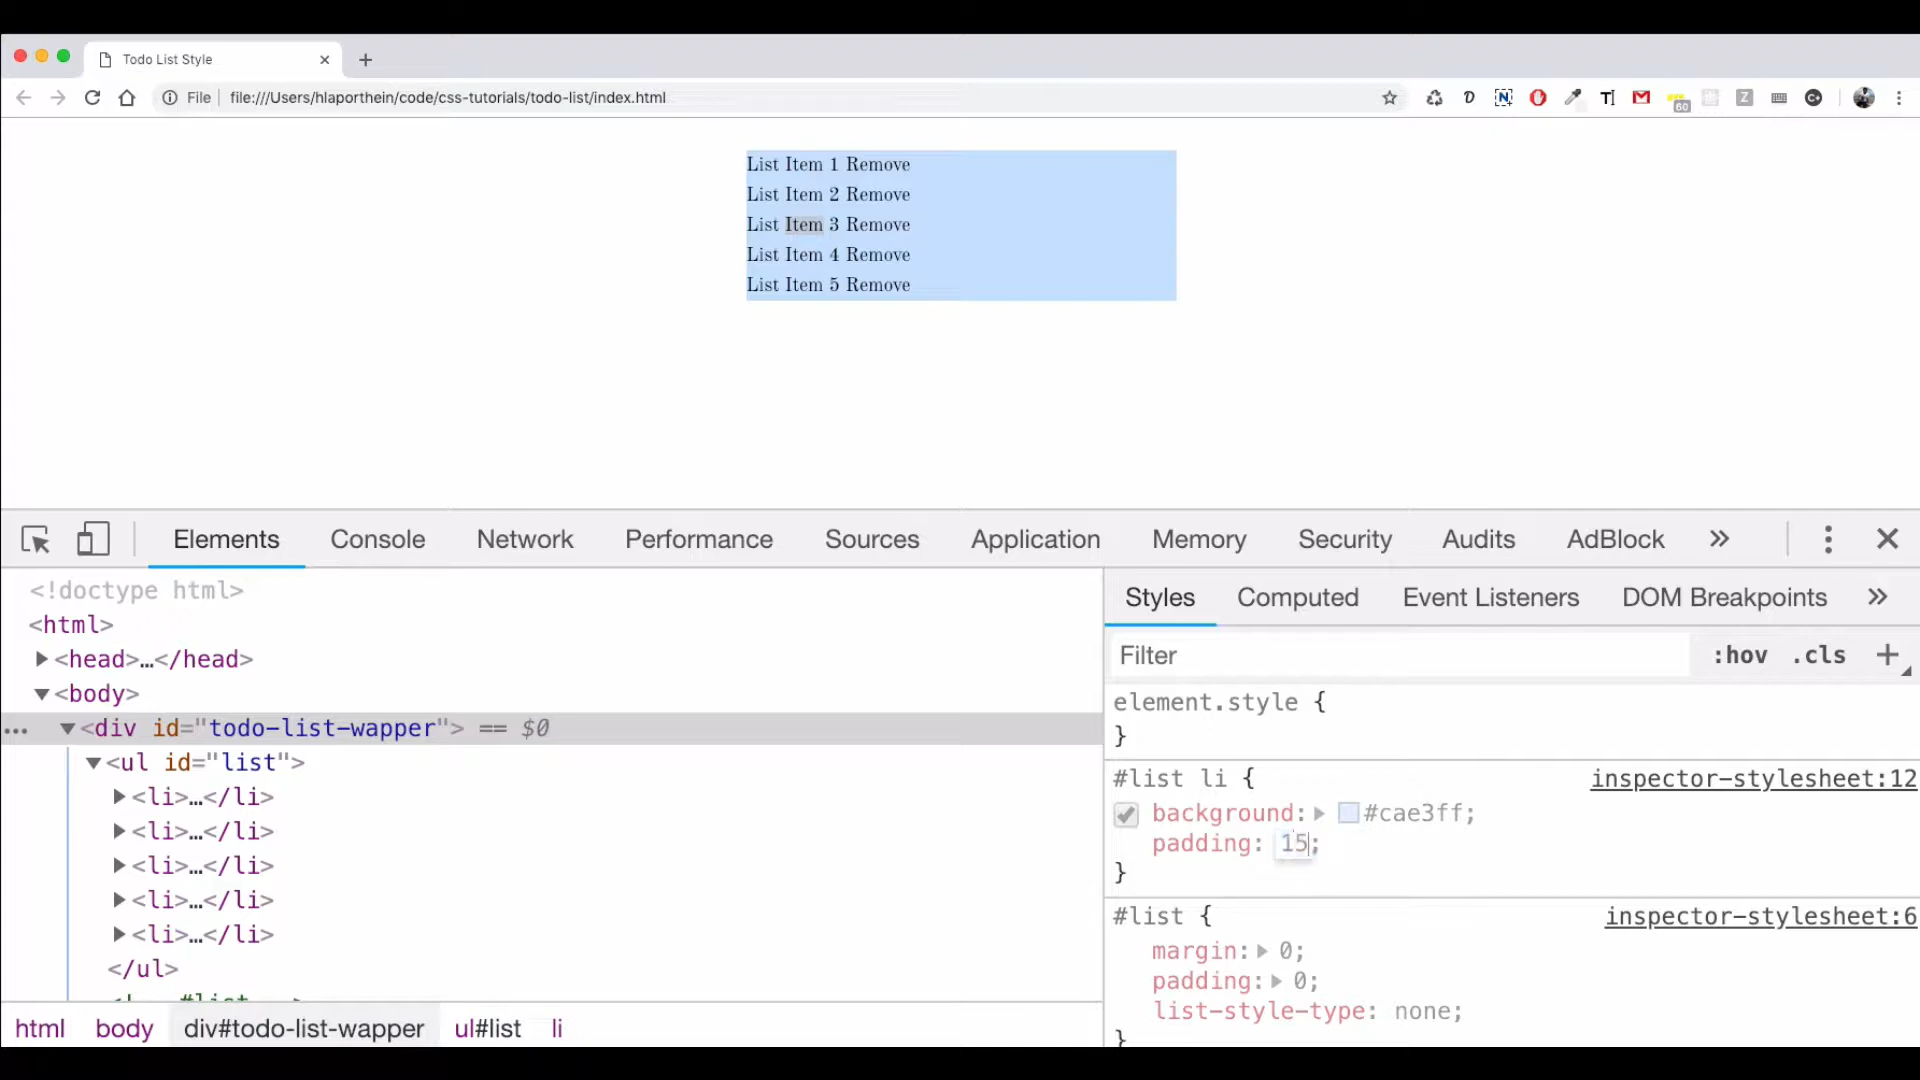 Todo List Style
File file:///Users/hlaporthein/code/css-tutorials/todo-list/index.html
60
List Item 1 Remove
List Item 2 Remove
List Item 3 Remove
List Item 4 Remove
List Item 5 Remove
Elements Console Network Performance Sources Application Memory Security Audits AdBlock
<!doctype html>
<html>
<head>…</head>
<body>
<div id="todo-list-wapper"> == $0
<ul id="list">
<li>…</li>
<li>…</li>
<li>…</li>
<li>…</li>
<li>…</li>
</ul>
html body div#todo-list-wapper ul#list li
Styles Computed Event Listeners DOM Breakpoints
Filter :hov .cls
element.style {
}
#list li { inspector-stylesheet:12
background: #cae3ff;
padding: 15;
}
#list { inspector-stylesheet:6
margin: 0;
padding: 0;
list-style-type: none;
}